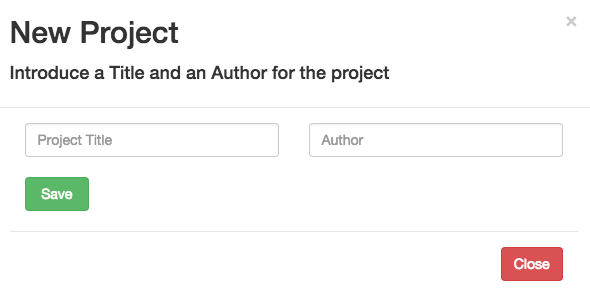 New Project
×
Introduce a Title and an Author for the project
Project Title
Author
Save
Close